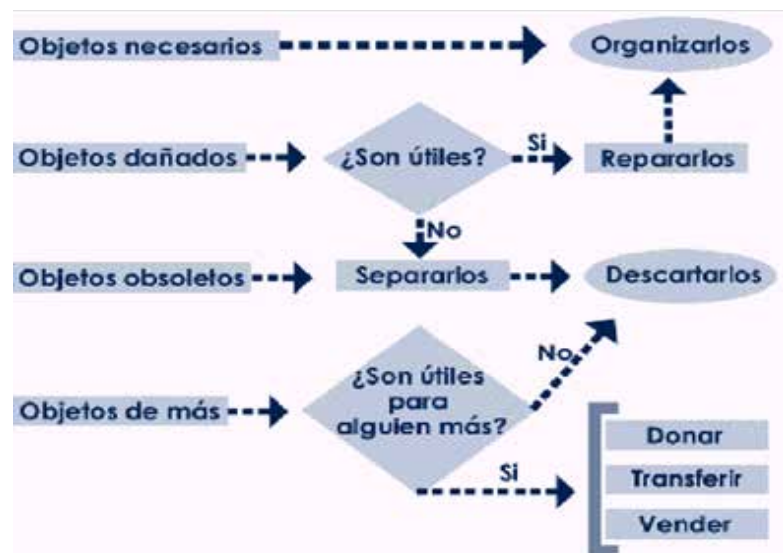 Objetos necesarios
Organizarlos
Objetos dañados
¿Son útiles?
Si
Repararlos
No
Objetos obsoletos
Separarlos
Descartarlos
Objetos de más
¿Son útiles
para
alguien más?
No
Si
Donar
Transferir
Vender